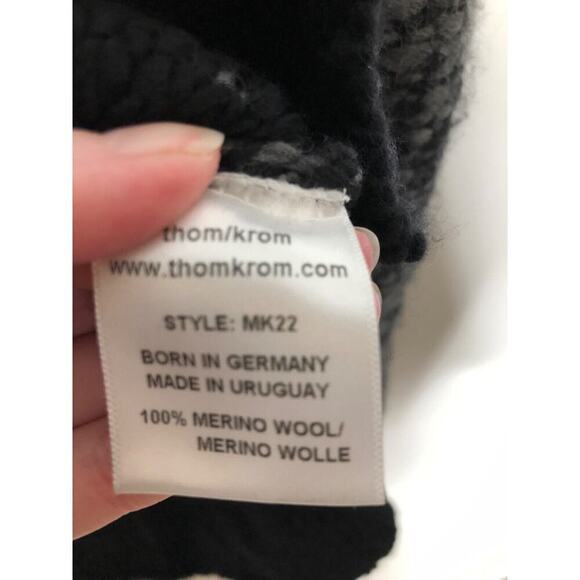 thom/krom
www.thomkrom.com
STYLE: MK22
BORN IN GERMANY
MADE IN URUGUAY
100% MERINO WOOL/
MERINO WOLLE